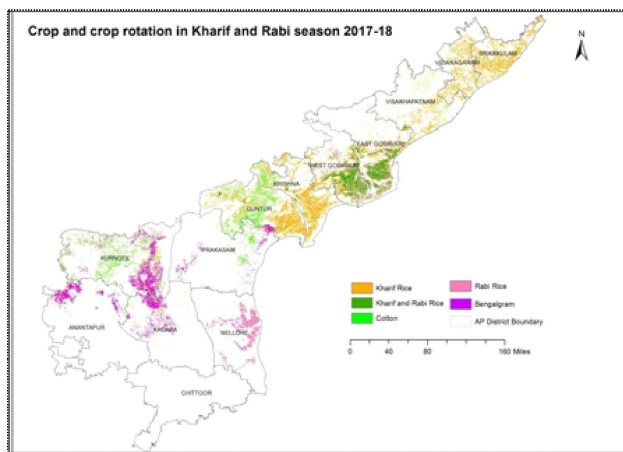 Crop and crop rotation in Kharif and Rabi season 2017-18
N
SRIKAKULAM
VIZIANAGARAM
VISAKHAPATNAM
EAST GODAVARI
WEST GODAVARI
KRISHNA
GUNTUR
PRAKASAM
KURNOOL
ANANTAPUR
KADAPA
NELLORE
CHITTOOR
Kharif Rice
Rabi Rice
Kharif and Rabi Rice
Bengalgram
Cotton
AP District Boundary
0 40 80 160 Miles